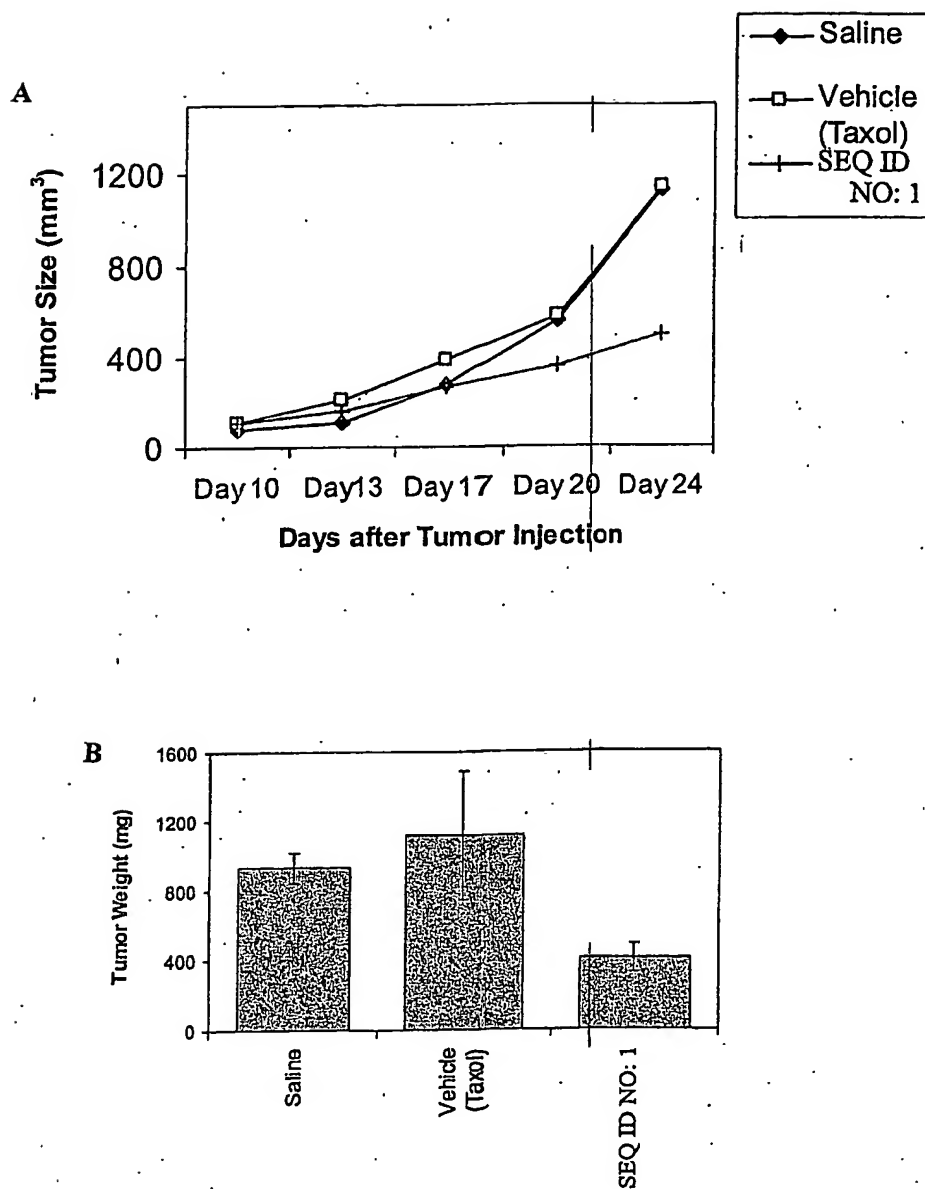 Saline
Vehicle
(Taxol)
SEQ ID
NO: 1
A
Tumor Size (mm³)
1200
800
400
0
Day 10 Day13 Day 17 Day 20 Day 24
Days after Tumor Injection
B
Tumor Weight (mg)
1600
1200
800
400
0
Saline
Vehicle
(Taxol)
SEQ ID NO: 1